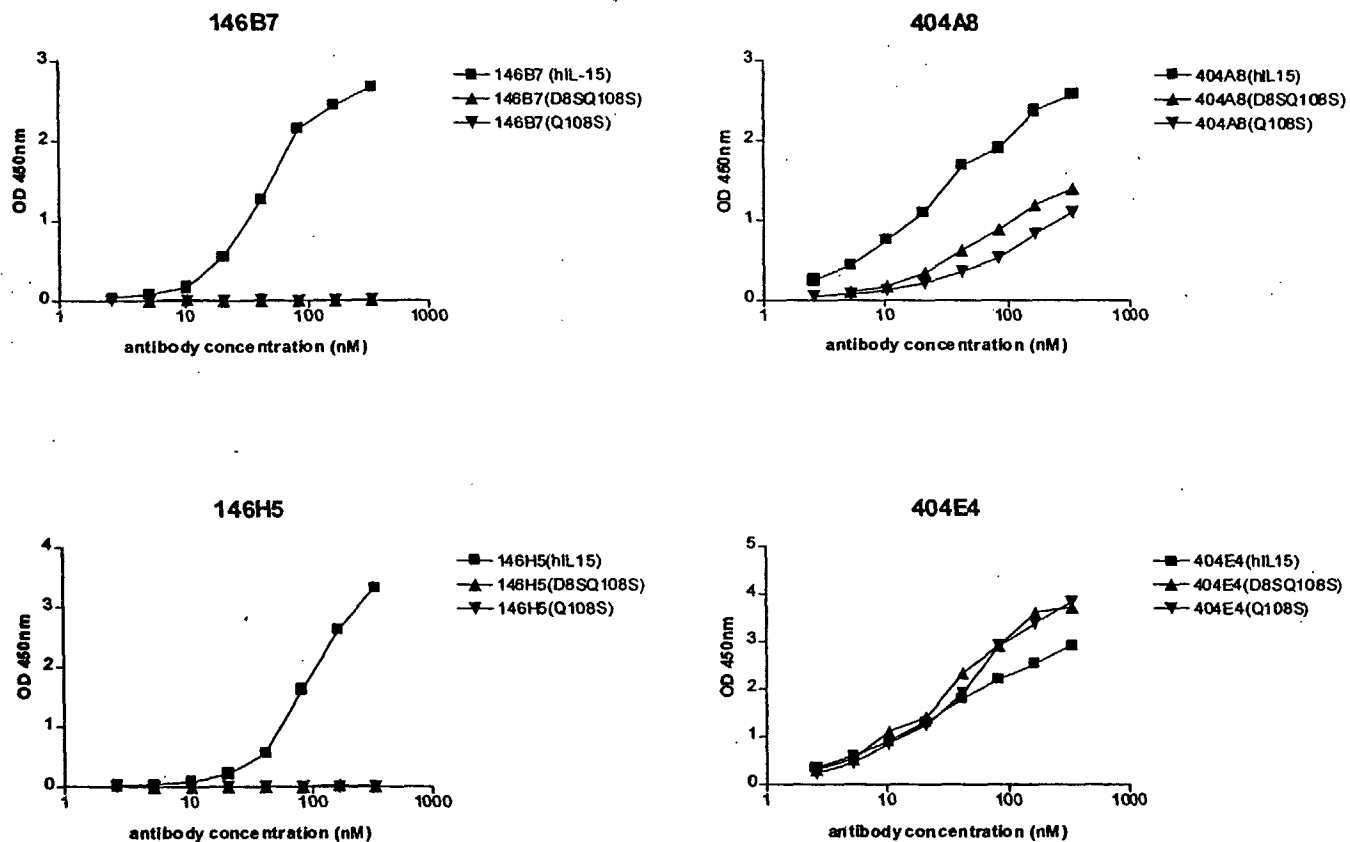 146B7
3
2
1
0
OD 450nm
1
10
100
1000
antibody concentration (nM)
146B7 (hIL-15)
146B7(D8SQ108S)
146B7(Q108S)
404A8
3
2
1
0
OD 450nm
1
10
100
1000
antibody concentration (nM)
404A8(hIL15)
404A8(D8SQ108S)
404A8(Q108S)
146H5
4
3
2
1
0
OD 450nm
1
10
100
1000
antibody concentration (nM)
146H5(hIL15)
146H5(D8SQ108S)
146H5(Q108S)
404E4
5
4
3
2
1
0
OD 450nm
1
10
100
1000
antibody concentration (nM)
404E4(hIL15)
404E4(D8SQ108S)
404E4(Q108S)